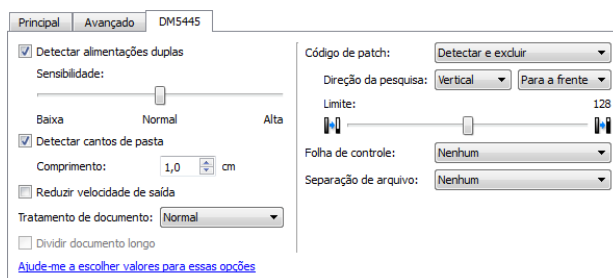 Principal Avançado DM5445
Detectar alimentações duplas
Sensibilidade:
Baixa Normal Alta
Detectar cantos de pasta
Comprimento: 1,0 cm
Reduzir velocidade de saída
Tratamento de documento: Normal
Dividir documento longo
Ajude-me a escolher valores para essas opções
Código de patch: Detectar e excluir
Direção da pesquisa: Vertical Para a frente
Limite: 128
Folha de controle: Nenhum
Separação de arquivo: Nenhum